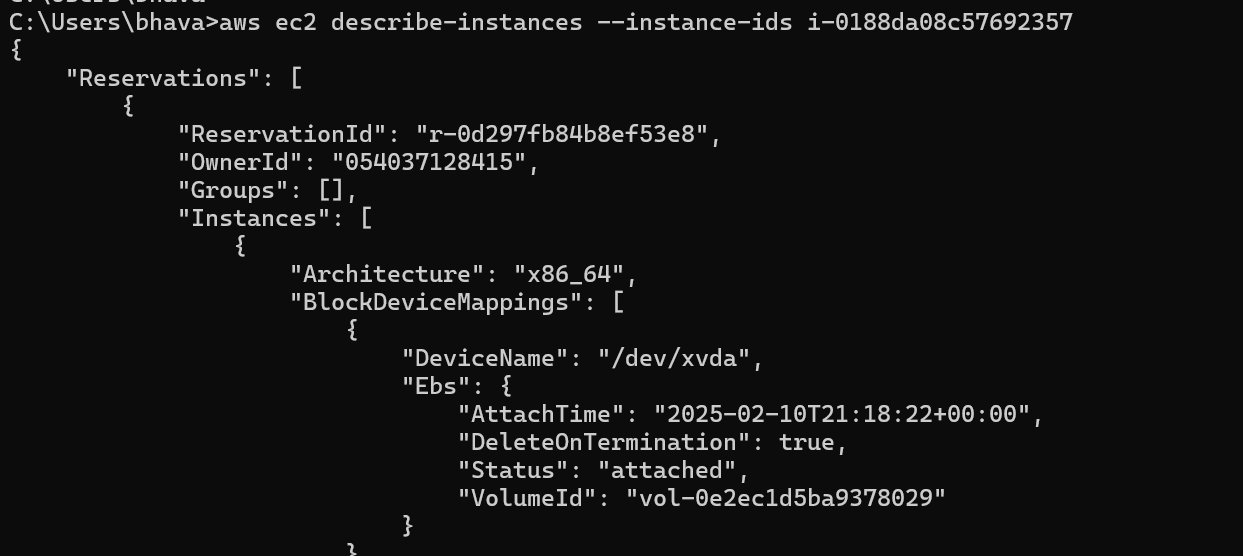 C:\Users\bhava>aws ec2 describe-instances --instance-ids i-0188da08c57692357
{
    "Reservations": [
        {
            "ReservationId": "r-0d297fb84b8ef53e8",
            "OwnerId": "054037128415",
            "Groups": [],
            "Instances": [
                {
                    "Architecture": "x86_64",
                    "BlockDeviceMappings": [
                        {
                            "DeviceName": "/dev/xvda",
                            "Ebs": {
                                "AttachTime": "2025-02-10T21:18:22+00:00",
                                "DeleteOnTermination": true,
                                "Status": "attached",
                                "VolumeId": "vol-0e2ec1d5ba9378029"
                            }
                        }